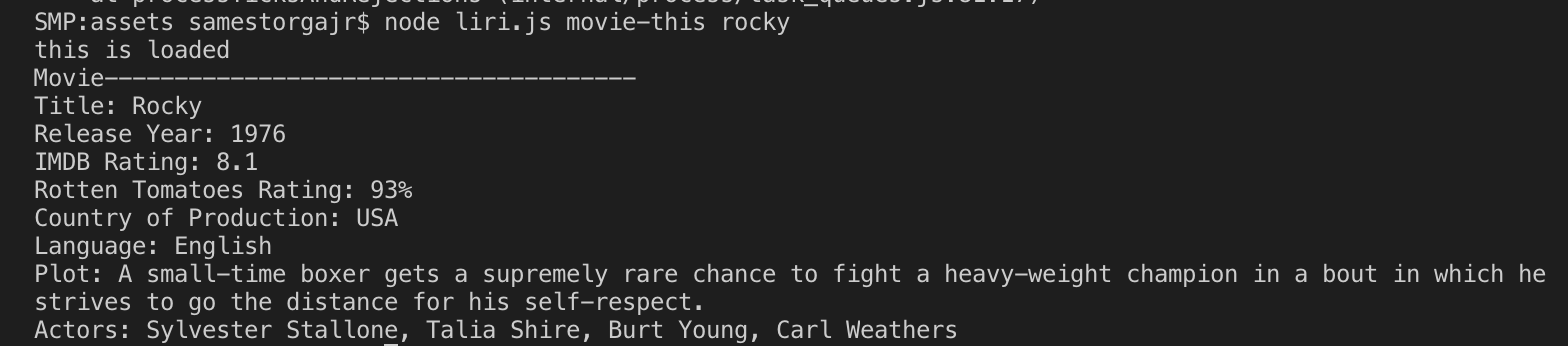 SMP:assets samestorgajr$ node liri.js movie-this rocky
this is loaded
Movie--------------------------------------
Title: Rocky
Release Year: 1976
IMDB Rating: 8.1
Rotten Tomatoes Rating: 93%
Country of Production: USA
Language: English
Plot: A small-time boxer gets a supremely rare chance to fight a heavy-weight champion in a bout in which he
strives to go the distance for his self-respect.
Actors: Sylvester Stallone, Talia Shire, Burt Young, Carl Weathers